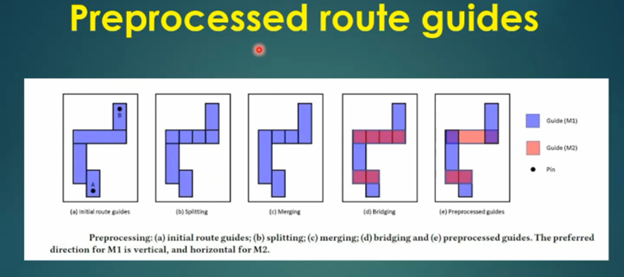 Preprocessed route guides
B
A
Guide (M1)
Guide (M2)
Pin
(a) initial route guides
(b) Splitting
(c) Merging
(d) Bridging
(e) Preprocessed guides
Preprocessing: (a) initial route guides; (b) splitting; (c) merging; (d) bridging and (e) preprocessed guides. The preferred
direction for M1 is vertical, and horizontal for M2.